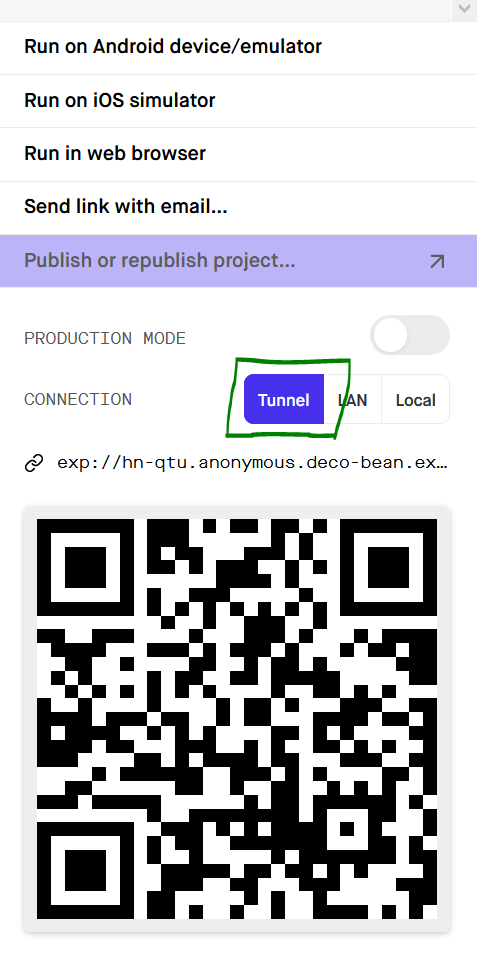 Run on Android device/emulator
Run on iOS simulator
Run in web browser
Send link with email...
Publish or republish project...
PRODUCTION MODE
CONNECTION Tunnel LAN Local
exp://hn-qtu.anonymous.deco-bean.ex…